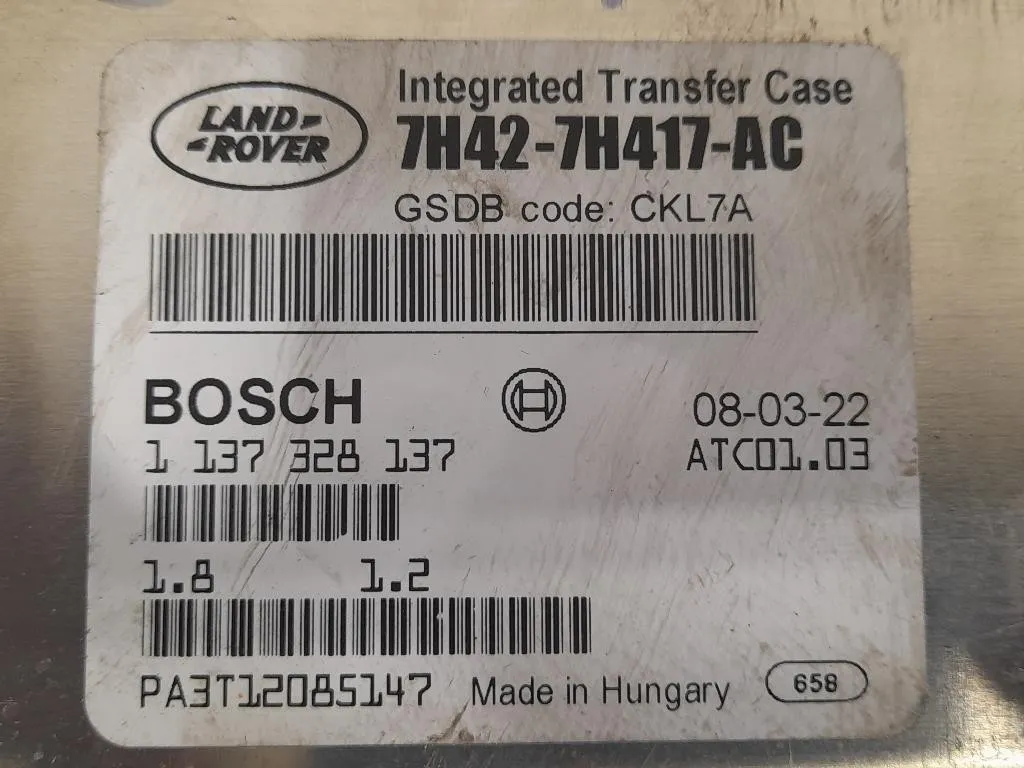 LAND-
-ROVER
Integrated Transfer Case
7H42-7H417-AC
GSDB code: CKL7A
BOSCH
08-03-22
1 137 328 137
ATC01.03
1.8 1.2
PA3T12085147
Made in Hungary
658